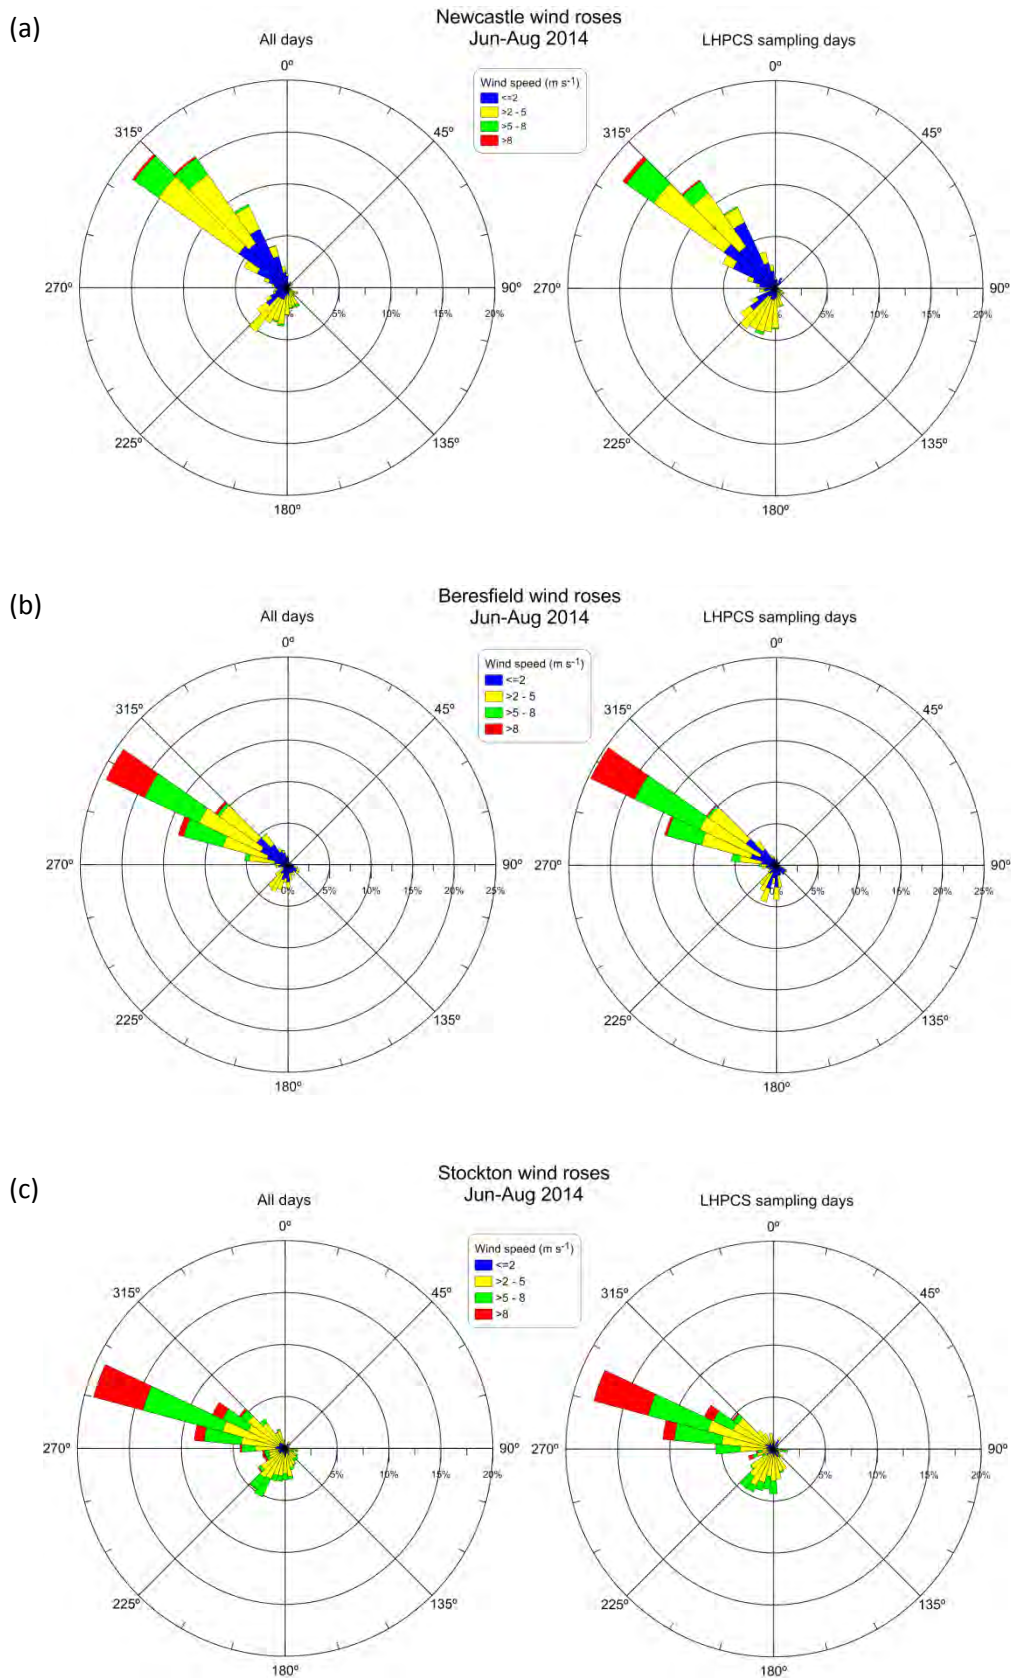 (a)
Newcastle wind roses
Jun-Aug 2014
All days
LHPCS sampling days
0º
0º
Wind speed (m s-1)
<=2
>2 - 5
>5 - 8
>8
315º
45º
315º
45º
270º
90º
270º
90º
% 5% 10% 15% 20%
% 5% 10% 15% 20%
225º
135º
225º
135º
180º
180º
(b)
Beresfield wind roses
Jun-Aug 2014
All days
LHPCS sampling days
0º
0º
Wind speed (m s-1)
<=2
>2 - 5
>5 - 8
>8
315º
45º
315º
45º
270º
90º
270º
90º
0% 5% 10% 15% 20% 25%
% 5% 10% 15% 20% 25%
225º
135º
225º
135º
180º
180º
(c)
Stockton wind roses
Jun-Aug 2014
All days
LHPCS sampling days
0º
0º
Wind speed (m s-1)
<=2
>2 - 5
>5 - 8
>8
315º
45º
315º
45º
270º
90º
270º
90º
5% 10% 15% 20%
5% 10% 15% 20%
225º
135º
225º
135º
180º
180º